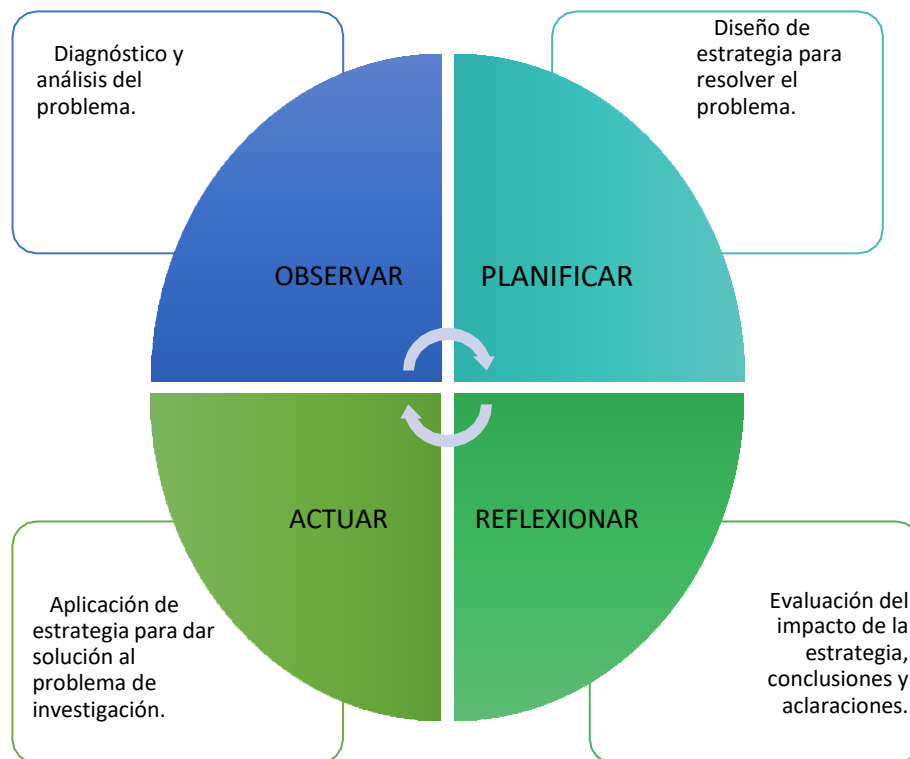 Diagnóstico y
análisis del
problema.
Diseño de
estrategia para
resolver el
problema.
OBSERVAR
PLANIFICAR
ACTUAR
REFLEXIONAR
Aplicación de
estrategia para dar
solución al
problema de
investigación.
Evaluación del
impacto de la
estrategia,
conclusiones y
aclaraciones.